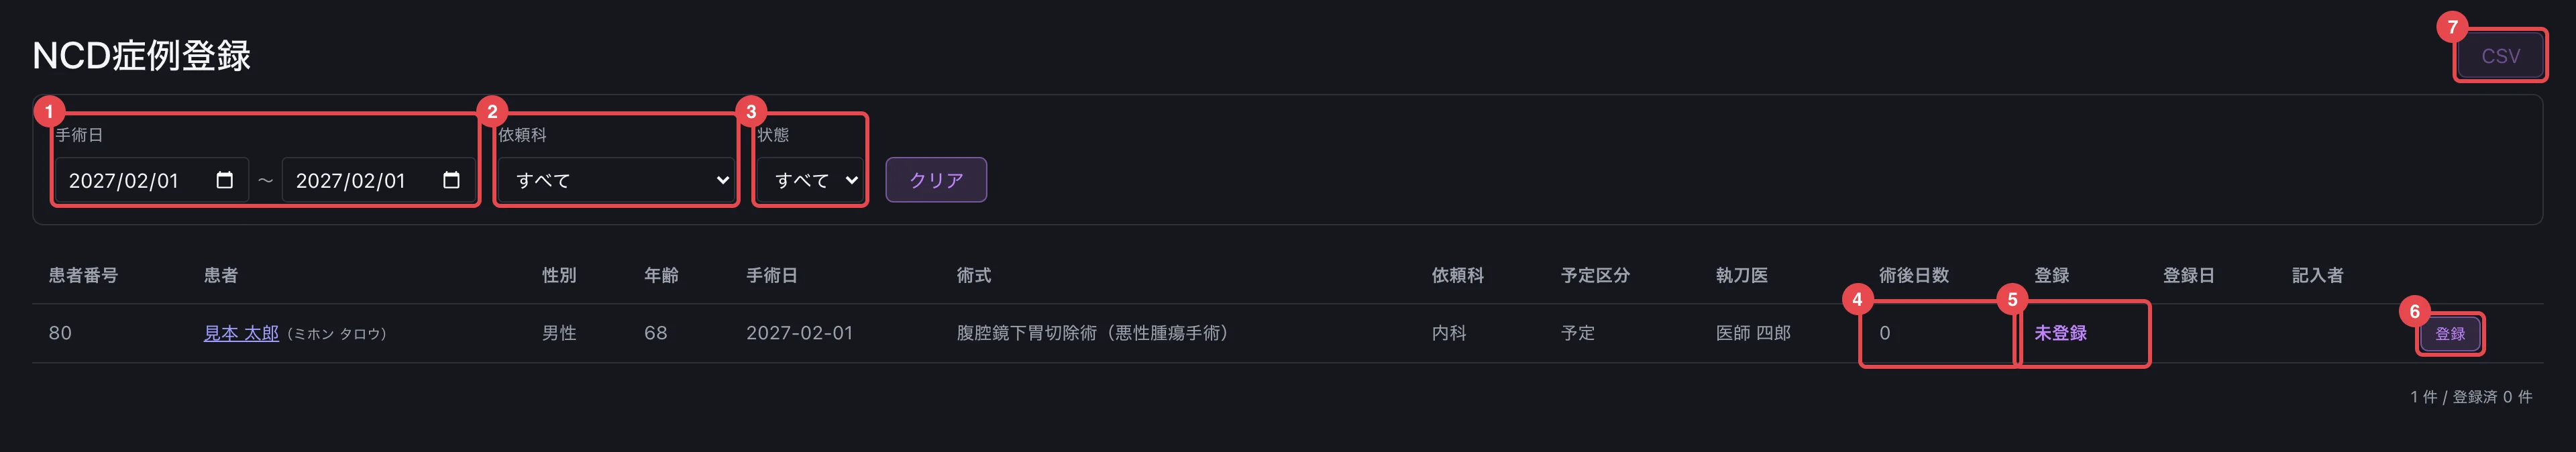 NCD症例登録
7
CSV
1 2 3
手術日 依頼科 状態
2027/02/01 ～ 2027/02/01 すべて すべて クリア
患者番号 患者 性別 年齢 手術日 術式 依頼科 予定区分 執刀医 術後日数 登録 登録日 記入者
4 5 6
80 見本 太郎（ミホン タロウ） 男性 68 2027-02-01 腹腔鏡下胃切除術（悪性腫瘍手術） 内科 予定 医師 四郎 0 未登録 登録
1 件 / 登録済 0 件